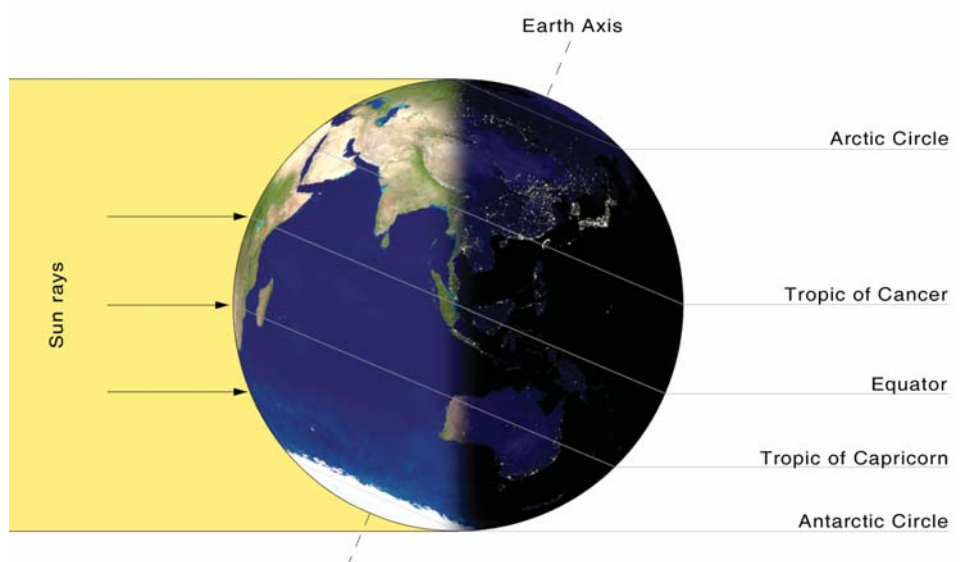 Earth Axis
Arctic Circle
Sun rays
Tropic of Cancer
Equator
Tropic of Capricorn
Antarctic Circle